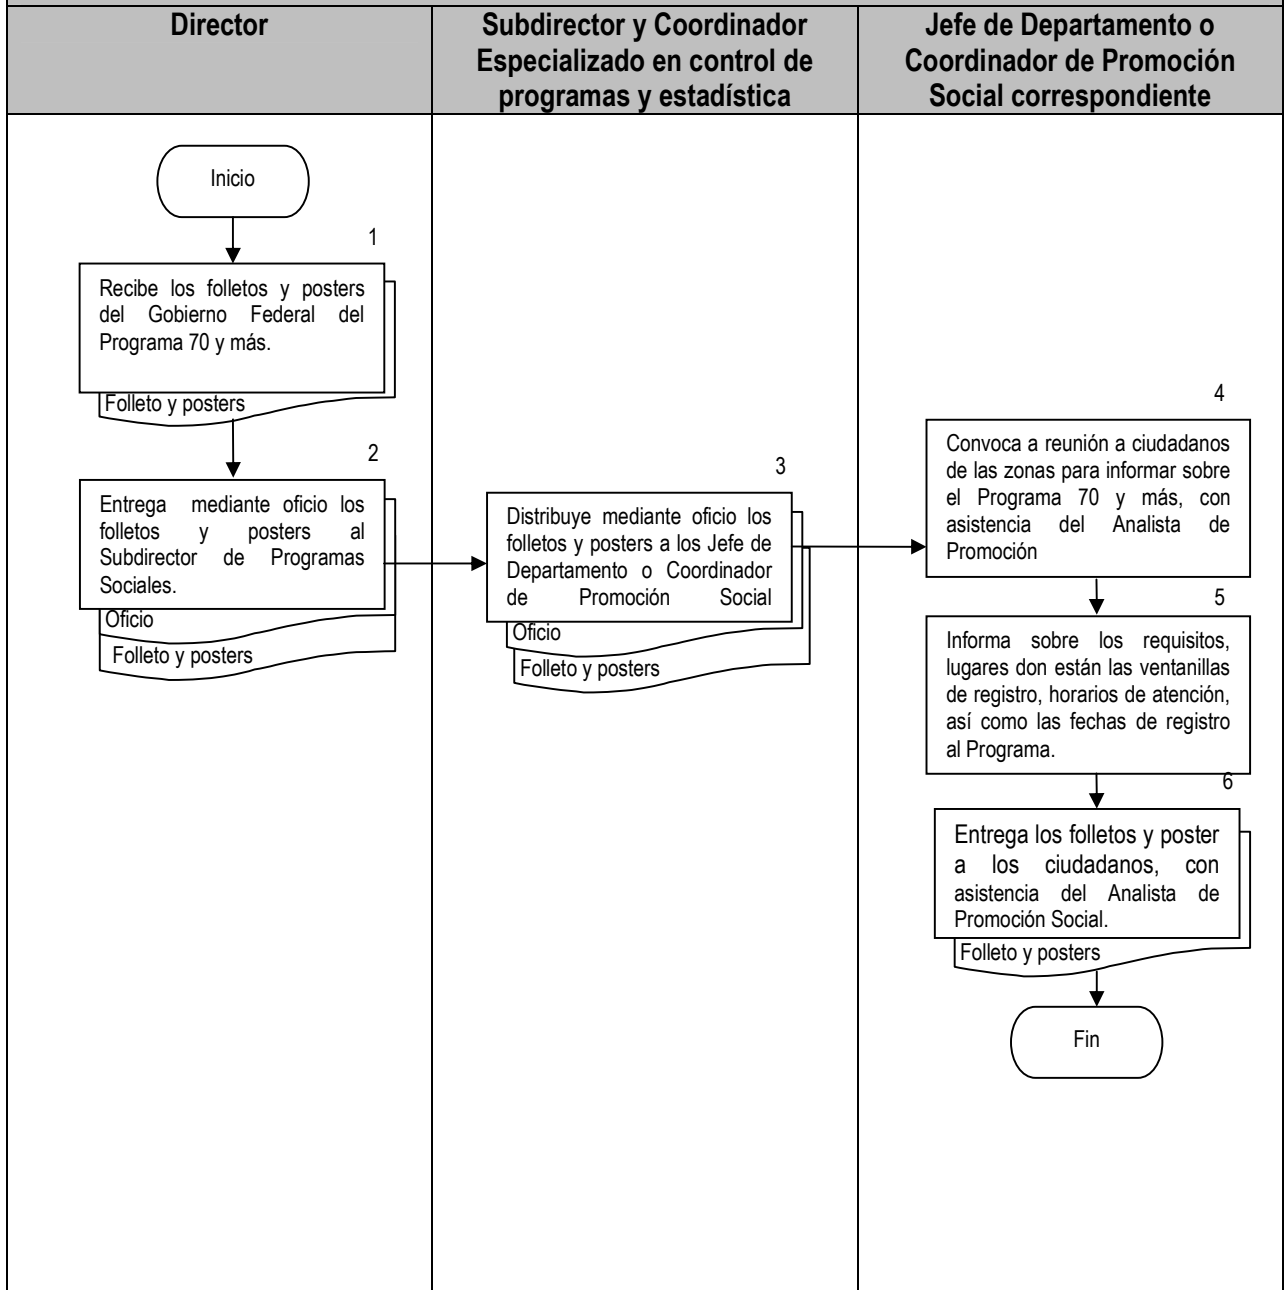 Director
Subdirector y Coordinador
Especializado en control de
programas y estadística
Jefe de Departamento o
Coordinador de Promoción
Social correspondiente
Inicio
1
Recibe los folletos y posters
del Gobierno Federal del
Programa 70 y más.
Folleto y posters
2
Entrega mediante oficio los
folletos y posters al
Subdirector de Programas
Sociales.
Oficio
Folleto y posters
3
Distribuye mediante oficio los
folletos y posters a los Jefe de
Departamento o Coordinador
de Promoción Social
Oficio
Folleto y posters
4
Convoca a reunión a ciudadanos
de las zonas para informar sobre
el Programa 70 y más, con
asistencia del Analista de
Promoción
5
Informa sobre los requisitos,
lugares don están las ventanillas
de registro, horarios de atención,
así como las fechas de registro
al Programa.
6
Entrega los folletos y poster
a los ciudadanos, con
asistencia del Analista de
Promoción Social.
Folleto y posters
Fin